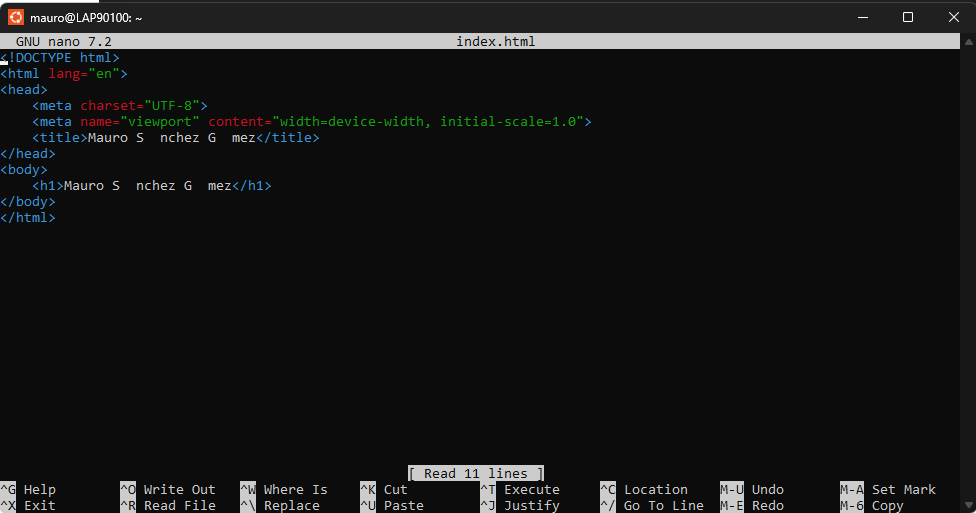 mauro@LAP90100: ~
GNU nano 7.2 index.html
<!DOCTYPE html>
<html lang="en">
<head>
    <meta charset="UTF-8">
    <meta name="viewport" content="width=device-width, initial-scale=1.0">
    <title>Mauro S  nchez G  mez</title>
</head>
<body>
    <h1>Mauro S  nchez G  mez</h1>
</body>
</html>
[ Read 11 lines ]
^G Help ^O Write Out ^W Where Is ^K Cut ^T Execute ^C Location M-U Undo M-A Set Mark
^X Exit ^R Read File ^\ Replace ^U Paste ^J Justify ^/ Go To Line M-E Redo M-6 Copy